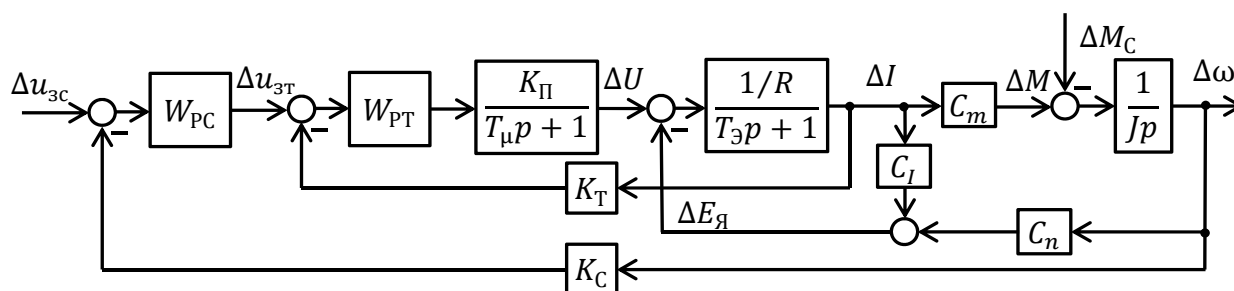 Δu_зс
W_РС
Δu_зт
W_РТ
K_П
T_μp + 1
ΔU
1/R
T_Эp + 1
ΔI
C_m
ΔM
ΔM_С
1
Jp
Δω
C_I
K_Т
ΔE_Я
C_n
K_С